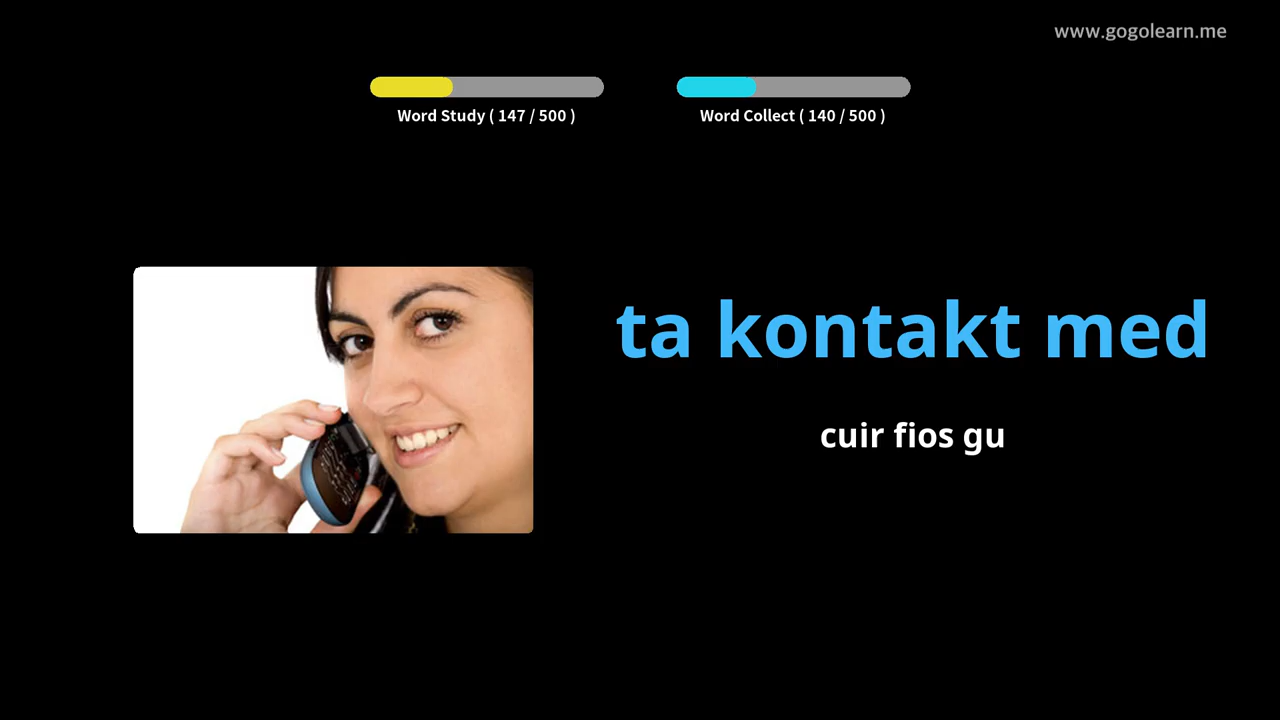 www.gogolearn.me
Word Study ( 147 / 500 )
Word Collect ( 140 / 500 )
ta kontakt med
cuir fios gu